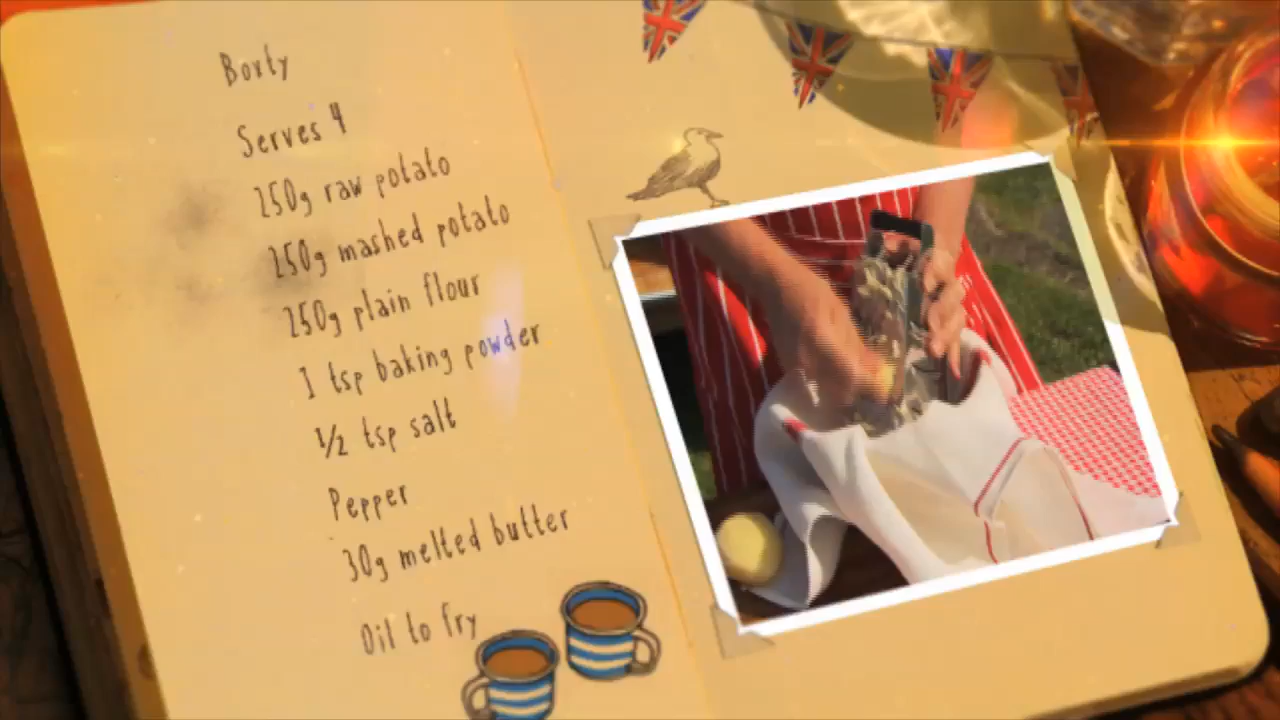 Boxty
Serves 4
250g raw potato
250g mashed potato
250g plain flour
1 tsp baking powder
1/2 tsp salt
Pepper
30g melted butter
Oil to fry